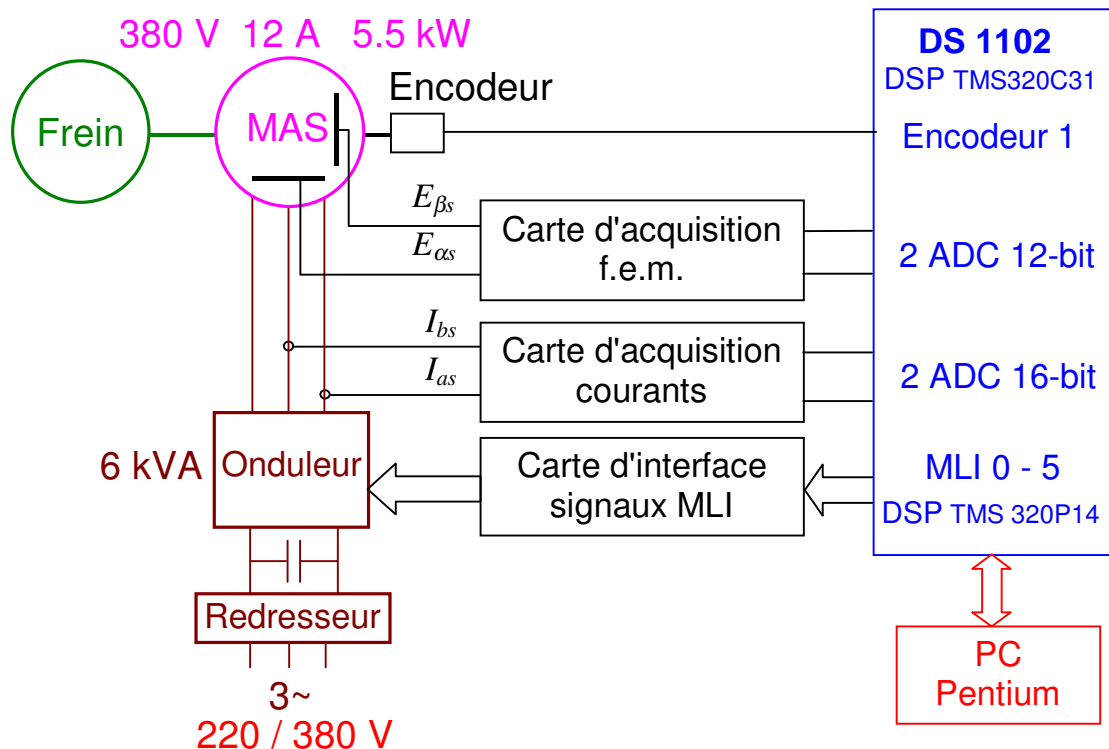 380 V 12 A 5.5 kW
Frein
MAS
Encodeur
DS 1102
DSP TMS320C31
Encodeur 1
Eβs
Eαs
Carte d'acquisition
f.e.m.
2 ADC 12-bit
Ibs
Ias
Carte d'acquisition
courants
2 ADC 16-bit
6 kVA
Onduleur
Carte d'interface
signaux MLI
MLI 0 - 5
DSP TMS 320P14
Redresseur
3~
220 / 380 V
PC
Pentium